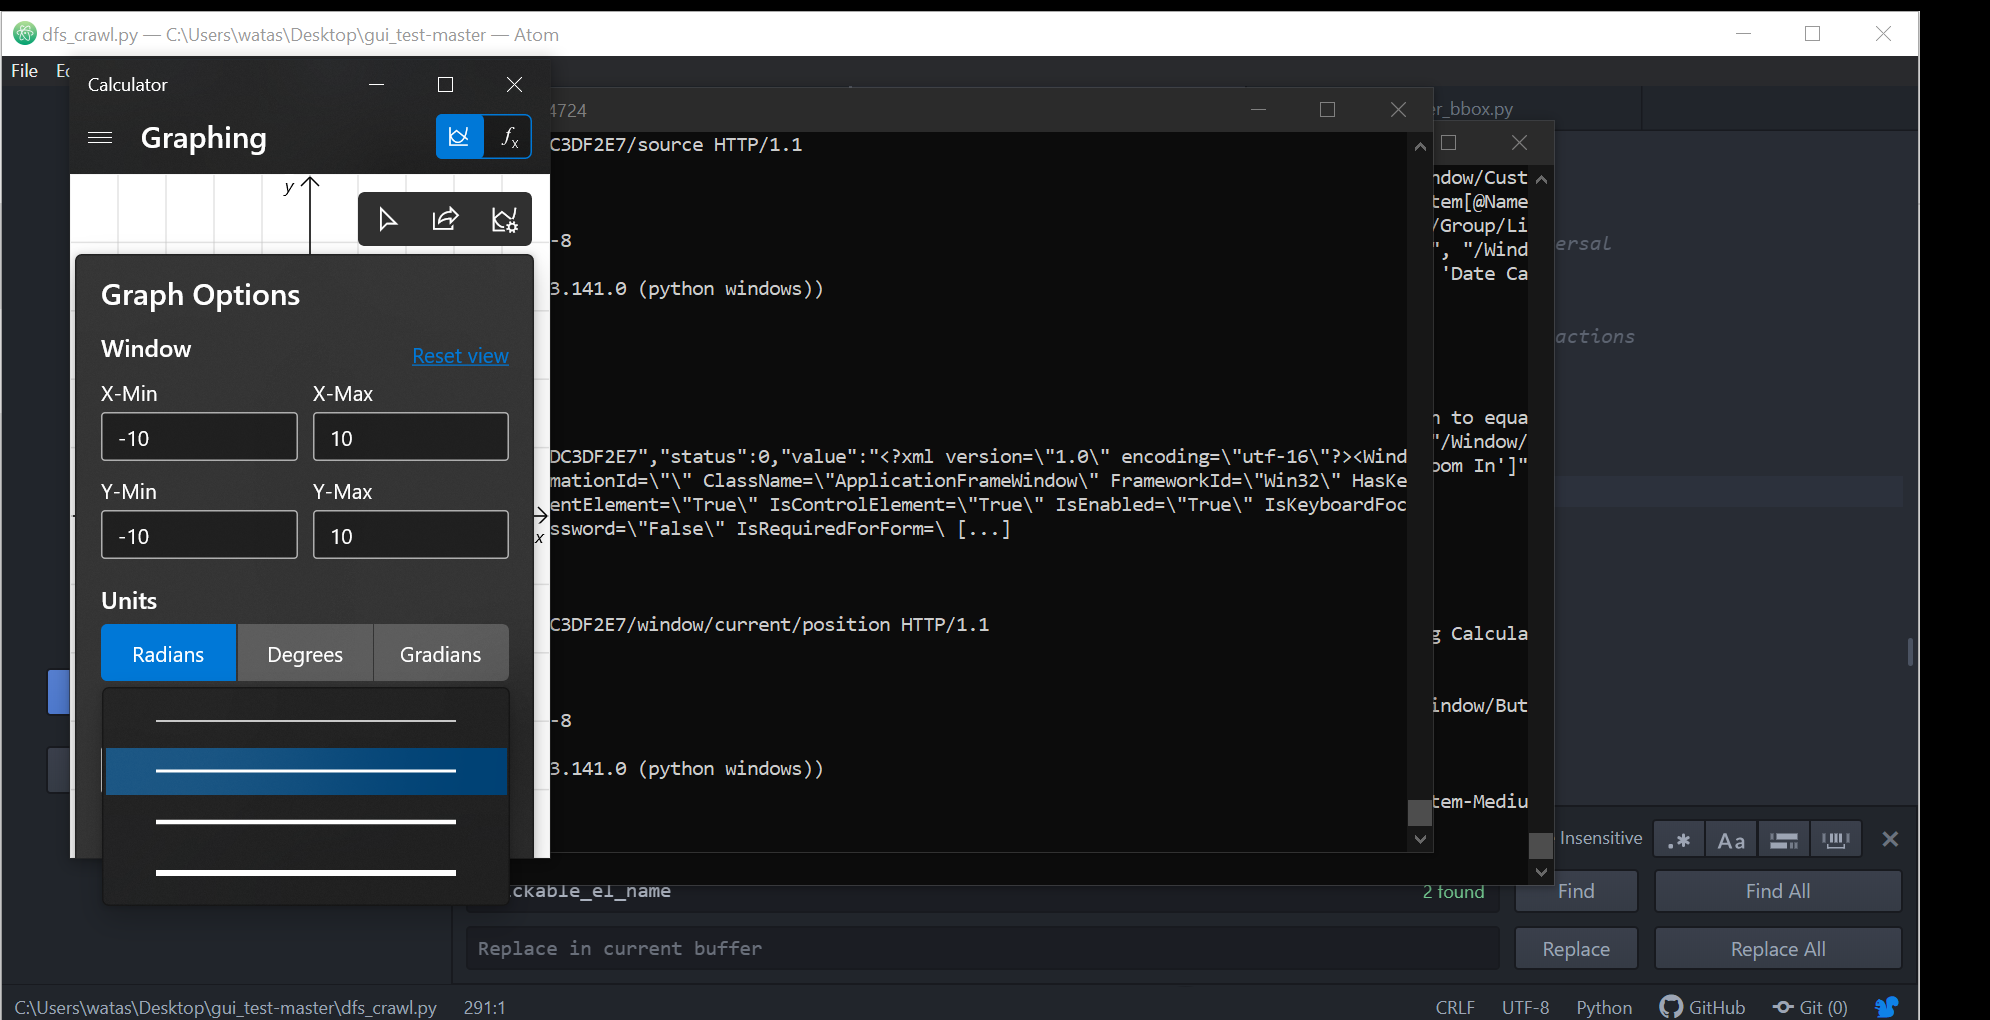 dfs_crawl.py — C:\Users\watas\Desktop\gui_test-master — Atom
File
Calculator
Graphing
y
Graph Options
Window
Reset view
X-Min
X-Max
-10
10
Y-Min
Y-Max
-10
10
x
Units
Radians
Degrees
Gradians
4724
C3DF2E7/source HTTP/1.1
-8
3.141.0 (python windows))
DC3DF2E7","status":0,"value":"<?xml version=\"1.0\" encoding=\"utf-16\"?><Wind
mationId=\"\" ClassName=\"ApplicationFrameWindow\" FrameworkId=\"Win32\" HasKe
entElement=\"True\" IsControlElement=\"True\" IsEnabled=\"True\" IsKeyboardFoc
ssword=\"False\" IsRequiredForForm=\ [...]
C3DF2E7/window/current/position HTTP/1.1
-8
3.141.0 (python windows))
er_bbox.py
ndow/Cust
tem[@Name
/Group/Li
", "/Wind
'Date Ca
n to equa
"/Window/
oom In']"
g Calcula
indow/But
tem-Mediu
ersal
actions
Insensitive
.*
Aa
ckable_el_name
2 found
Find
Find All
Replace in current buffer
Replace
Replace All
C:\Users\watas\Desktop\gui_test-master\dfs_crawl.py
291:1
CRLF
UTF-8
Python
GitHub
Git (0)